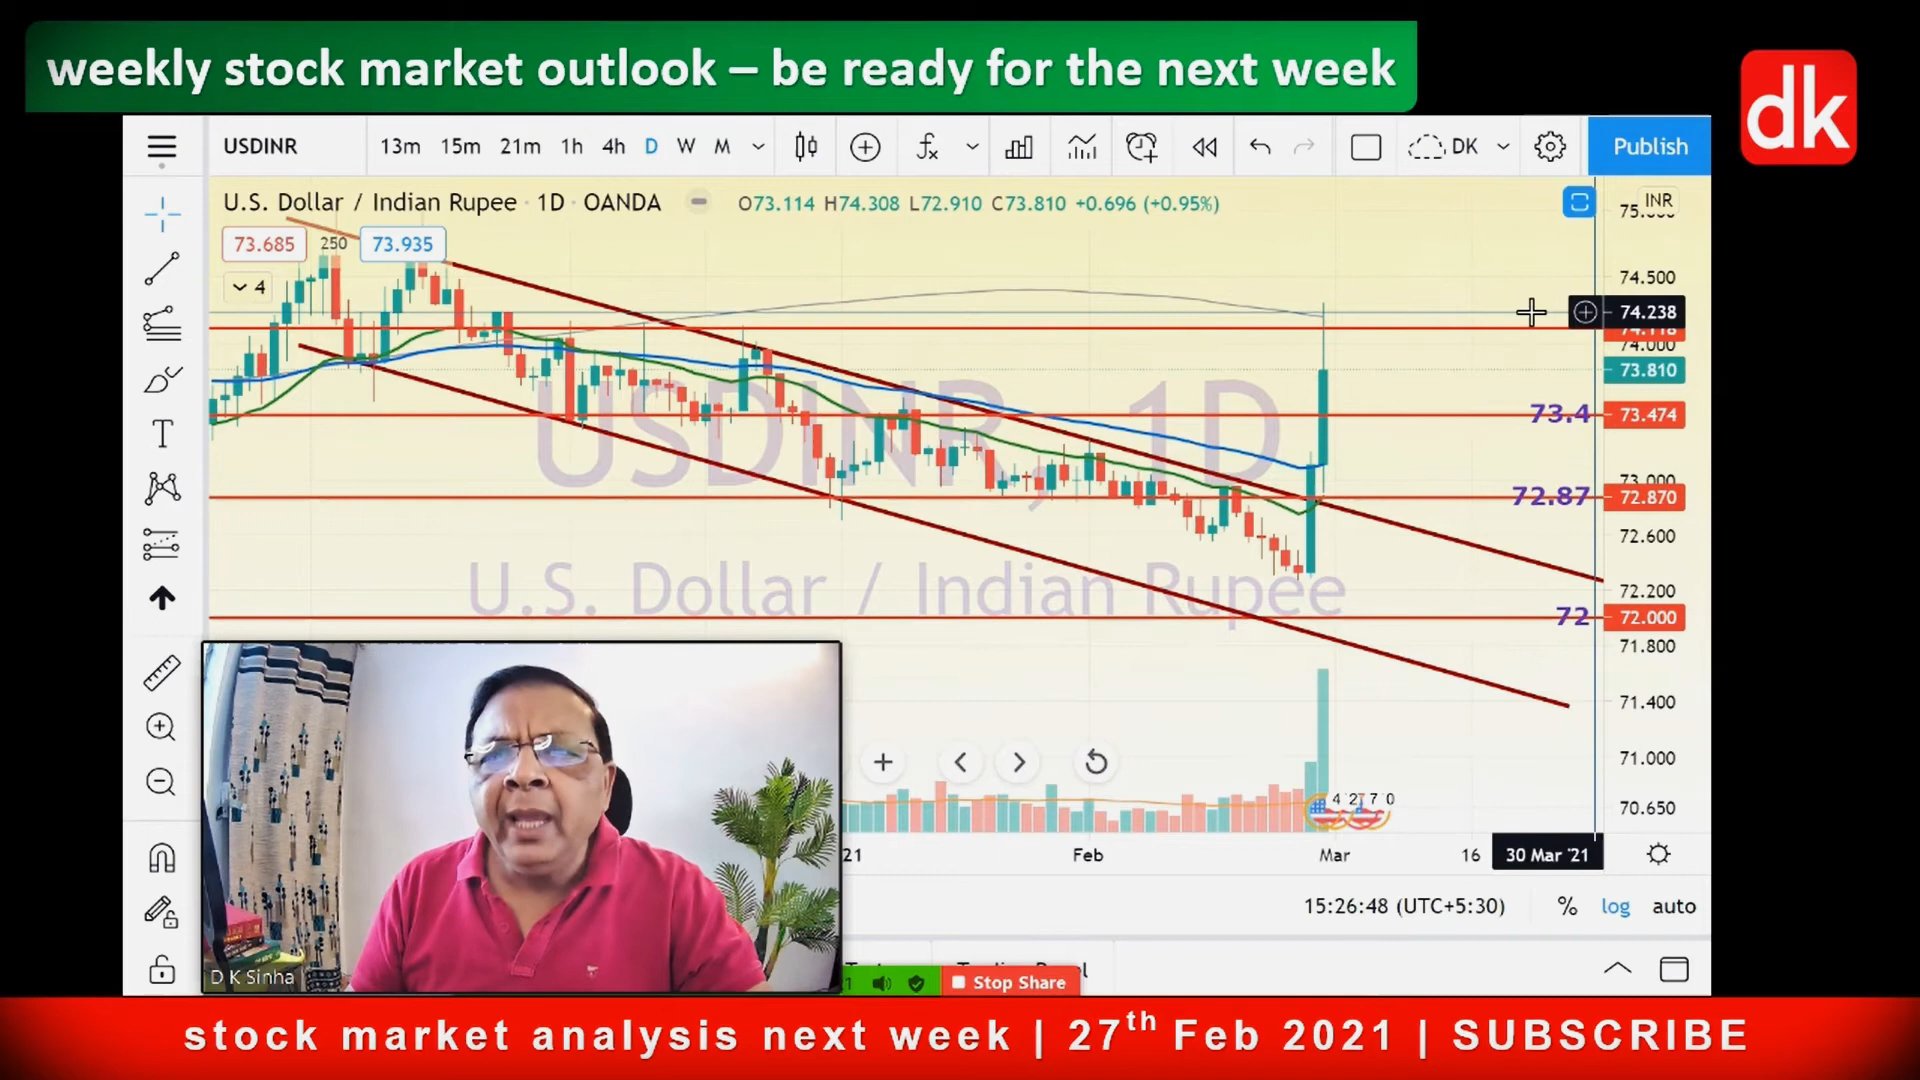 weekly stock market outlook – be ready for the next week
dk
USDINR 13m 15m 21m 1h 4h D W M fx DK Publish
U.S. Dollar / Indian Rupee · 1D · OANDA O73.114 H74.308 L72.910 C73.810 +0.696 (+0.95%) INR
73.685 250 73.935
4
74.500
74.238
74.000
73.810
73.4 73.474
USDINR, 1D
73.000
72.87 72.870
72.600
U.S. Dollar / Indian Rupee
72.200
72 72.000
71.800
71.400
71.000
70.650
21 Feb Mar 16 30 Mar '21
15:26:48 (UTC+5:30) % log auto
D K Sinha
Stop Share
stock market analysis next week | 27th Feb 2021 | SUBSCRIBE